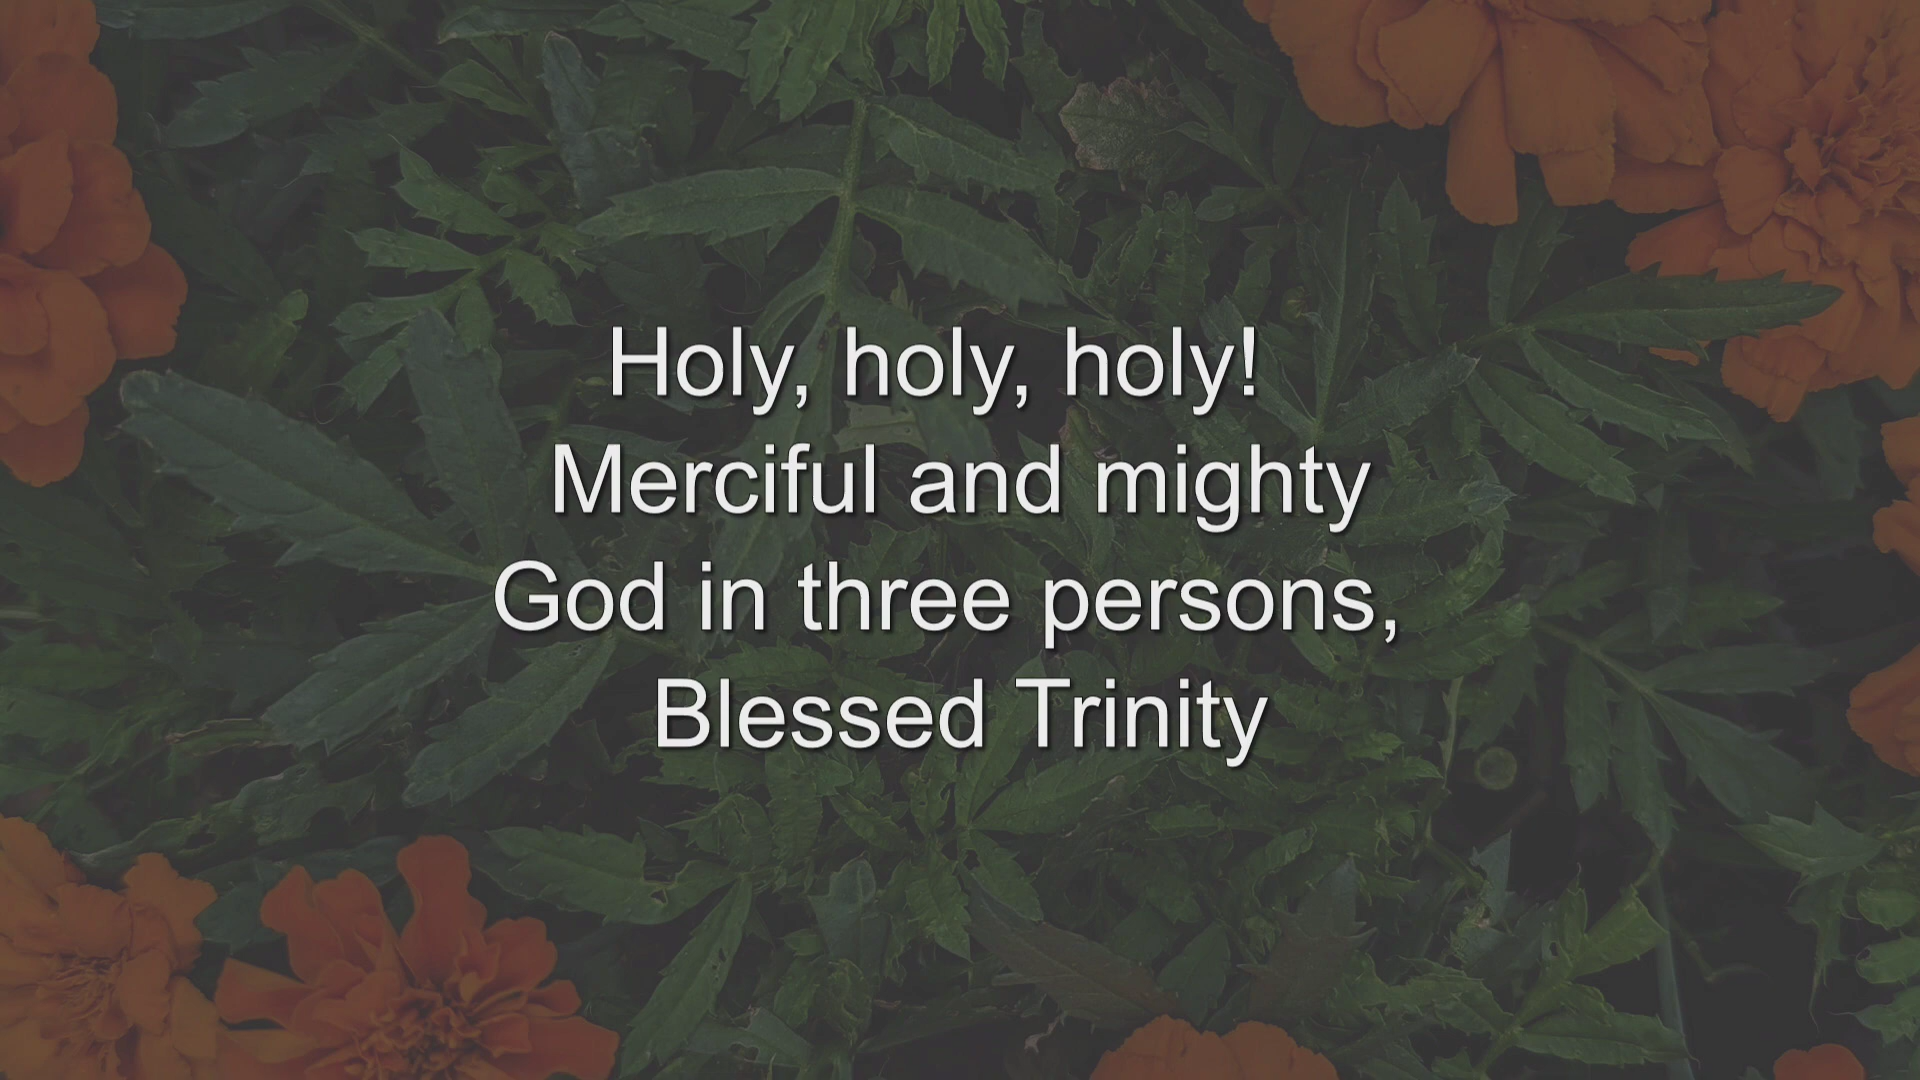 Holy, holy, holy!
Merciful and mighty
God in three persons,
Blessed Trinity